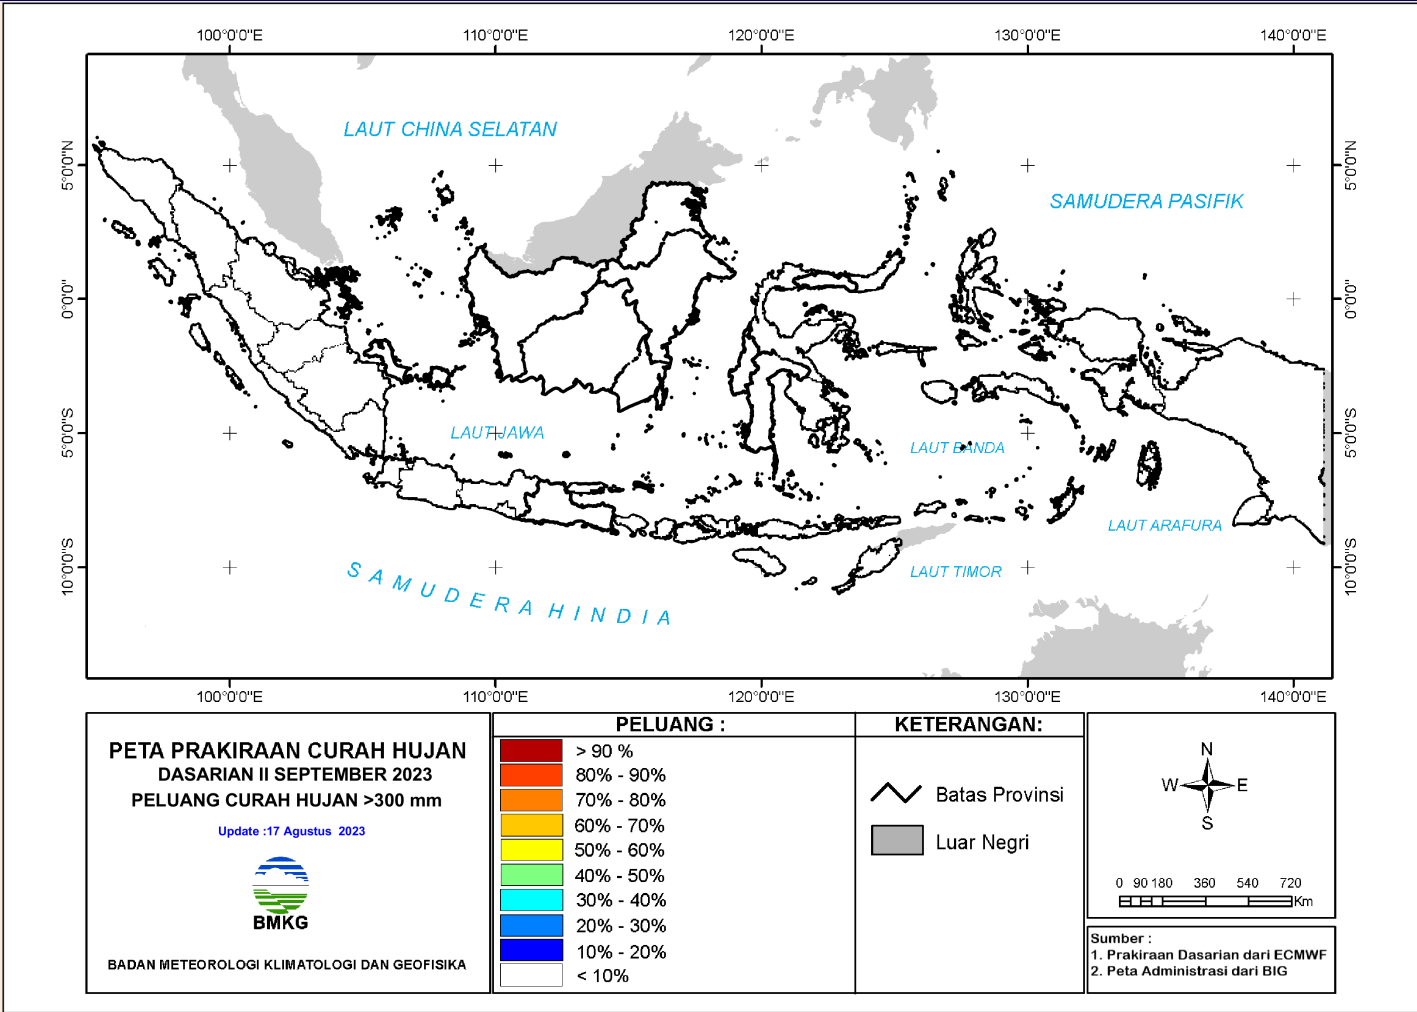 100°0'0"E 110°0'0"E 120°0'0"E 130°0'0"E 140°0'0"E
LAUT CHINA SELATAN
5°0'0"N 5°0'0"N
SAMUDERA PASIFIK
0°0'0" 0°0'0"
LAUT JAWA
5°0'0"S 5°0'0"S
LAUT BANDA
LAUT ARAFURA
10°0'0"S 10°0'0"S
LAUT TIMOR
SAMUDERA HINDIA
100°0'0"E 110°0'0"E 120°0'0"E 130°0'0"E 140°0'0"E
PETA PRAKIRAAN CURAH HUJAN
DASARIAN II SEPTEMBER 2023
PELUANG CURAH HUJAN >300 mm
Update :17 Agustus 2023
BMKG
BADAN METEOROLOGI KLIMATOLOGI DAN GEOFISIKA
PELUANG :
> 90 %
80% - 90%
70% - 80%
60% - 70%
50% - 60%
40% - 50%
30% - 40%
20% - 30%
10% - 20%
< 10%
KETERANGAN:
Batas Provinsi
Luar Negri
N
W E
S
0 90 180 360 540 720
Km
Sumber :
1. Prakiraan Dasarian dari ECMWF
2. Peta Administrasi dari BIG